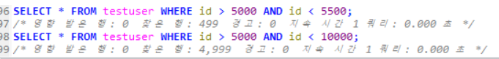 96 SELECT * FROM testuser WHERE id > 5000 AND id < 5500;
97 /* 영향 받은 행: 0 찾은 행: 499 경고: 0 지속 시간 1 쿼리: 0.000 초 */
98 SELECT * FROM testuser WHERE id > 5000 AND id < 10000;
99 /* 영향 받은 행: 0 찾은 행: 4,999 경고: 0 지속 시간 1 쿼리: 0.000 초 */